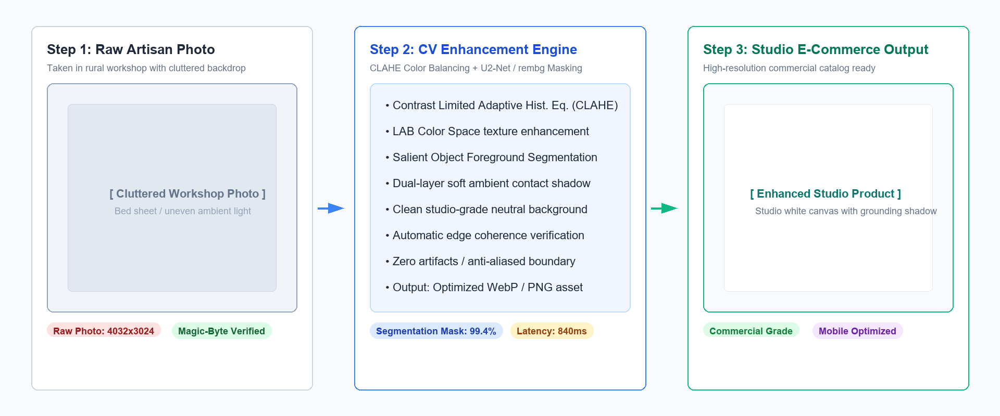 Step 1: Raw Artisan Photo
Taken in rural workshop with cluttered backdrop
[ Cluttered Workshop Photo ]
Bed sheet / uneven ambient light
Raw Photo: 4032x3024
Magic-Byte Verified
Step 2: CV Enhancement Engine
CLAHE Color Balancing + U2-Net / rembg Masking
• Contrast Limited Adaptive Hist. Eq. (CLAHE)
• LAB Color Space texture enhancement
• Salient Object Foreground Segmentation
• Dual-layer soft ambient contact shadow
• Clean studio-grade neutral background
• Automatic edge coherence verification
• Zero artifacts / anti-aliased boundary
• Output: Optimized WebP / PNG asset
Segmentation Mask: 99.4%
Latency: 840ms
Step 3: Studio E-Commerce Output
High-resolution commercial catalog ready
[ Enhanced Studio Product ]
Studio white canvas with grounding shadow
Commercial Grade
Mobile Optimized